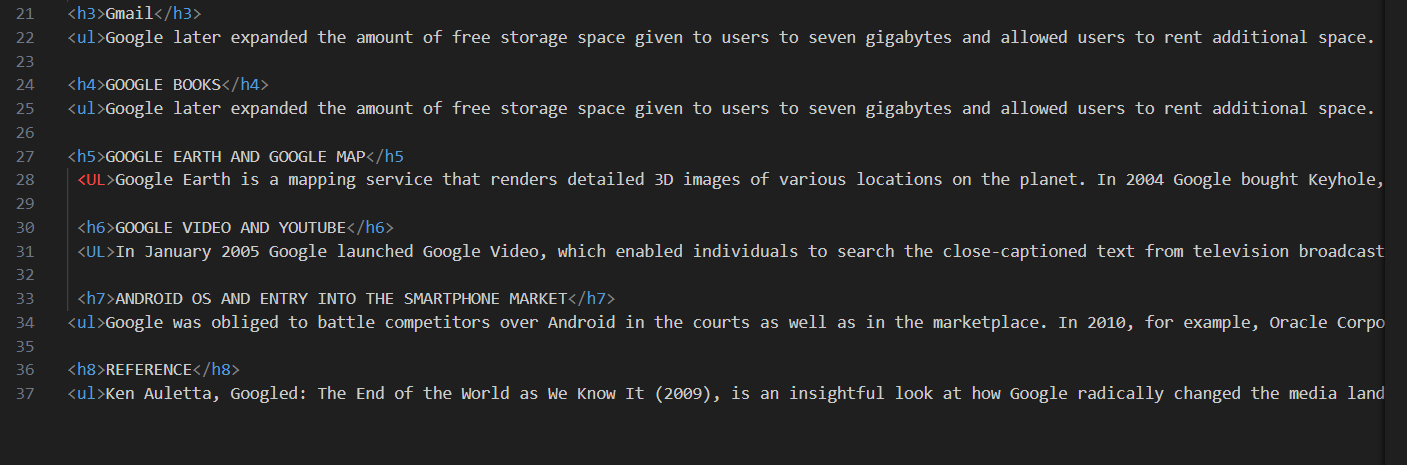 21 <h3>Gmail</h3>
22 <ul>Google later expanded the amount of free storage space given to users to seven gigabytes and allowed users to rent additional space.
23
24 <h4>GOOGLE BOOKS</h4>
25 <ul>Google later expanded the amount of free storage space given to users to seven gigabytes and allowed users to rent additional space.
26
27 <h5>GOOGLE EARTH AND GOOGLE MAP</h5
28 <UL>Google Earth is a mapping service that renders detailed 3D images of various locations on the planet. In 2004 Google bought Keyhole,
29
30 <h6>GOOGLE VIDEO AND YOUTUBE</h6>
31 <UL>In January 2005 Google launched Google Video, which enabled individuals to search the close-captioned text from television broadcast
32
33 <h7>ANDROID OS AND ENTRY INTO THE SMARTPHONE MARKET</h7>
34 <ul>Google was obliged to battle competitors over Android in the courts as well as in the marketplace. In 2010, for example, Oracle Corpo
35
36 <h8>REFERENCE</h8>
37 <ul>Ken Auletta, Googled: The End of the World as We Know It (2009), is an insightful look at how Google radically changed the media land